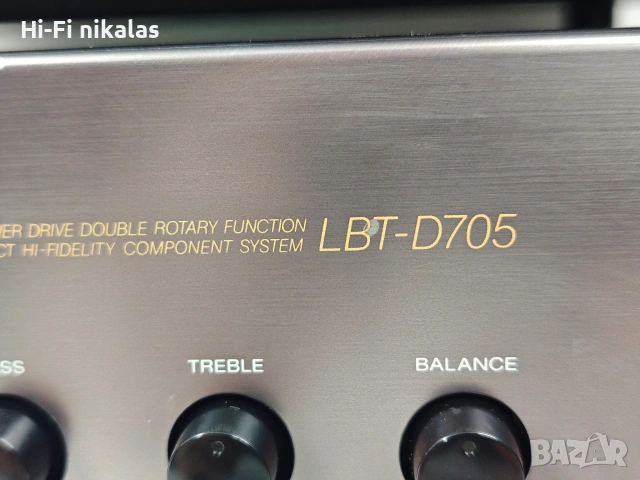 Hi-Fi nikalas
WER DRIVE DOUBLE ROTARY FUNCTION
CT HI-FIDELITY COMPONENT SYSTEM
LBT-D705
SS
TREBLE
BALANCE
BAZAR
bg